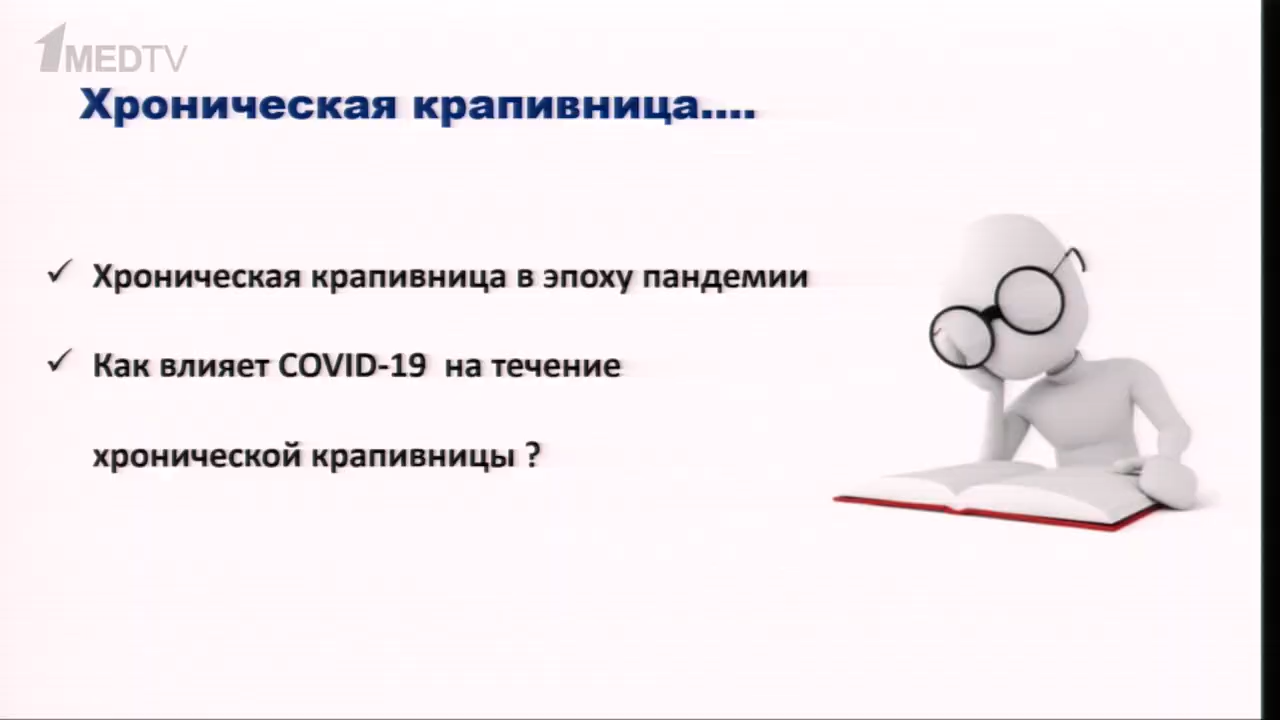 1MEDTV
Хроническая крапивница....
Хроническая крапивница в эпоху пандемии
Как влияет COVID-19 на течение
хронической крапивницы ?